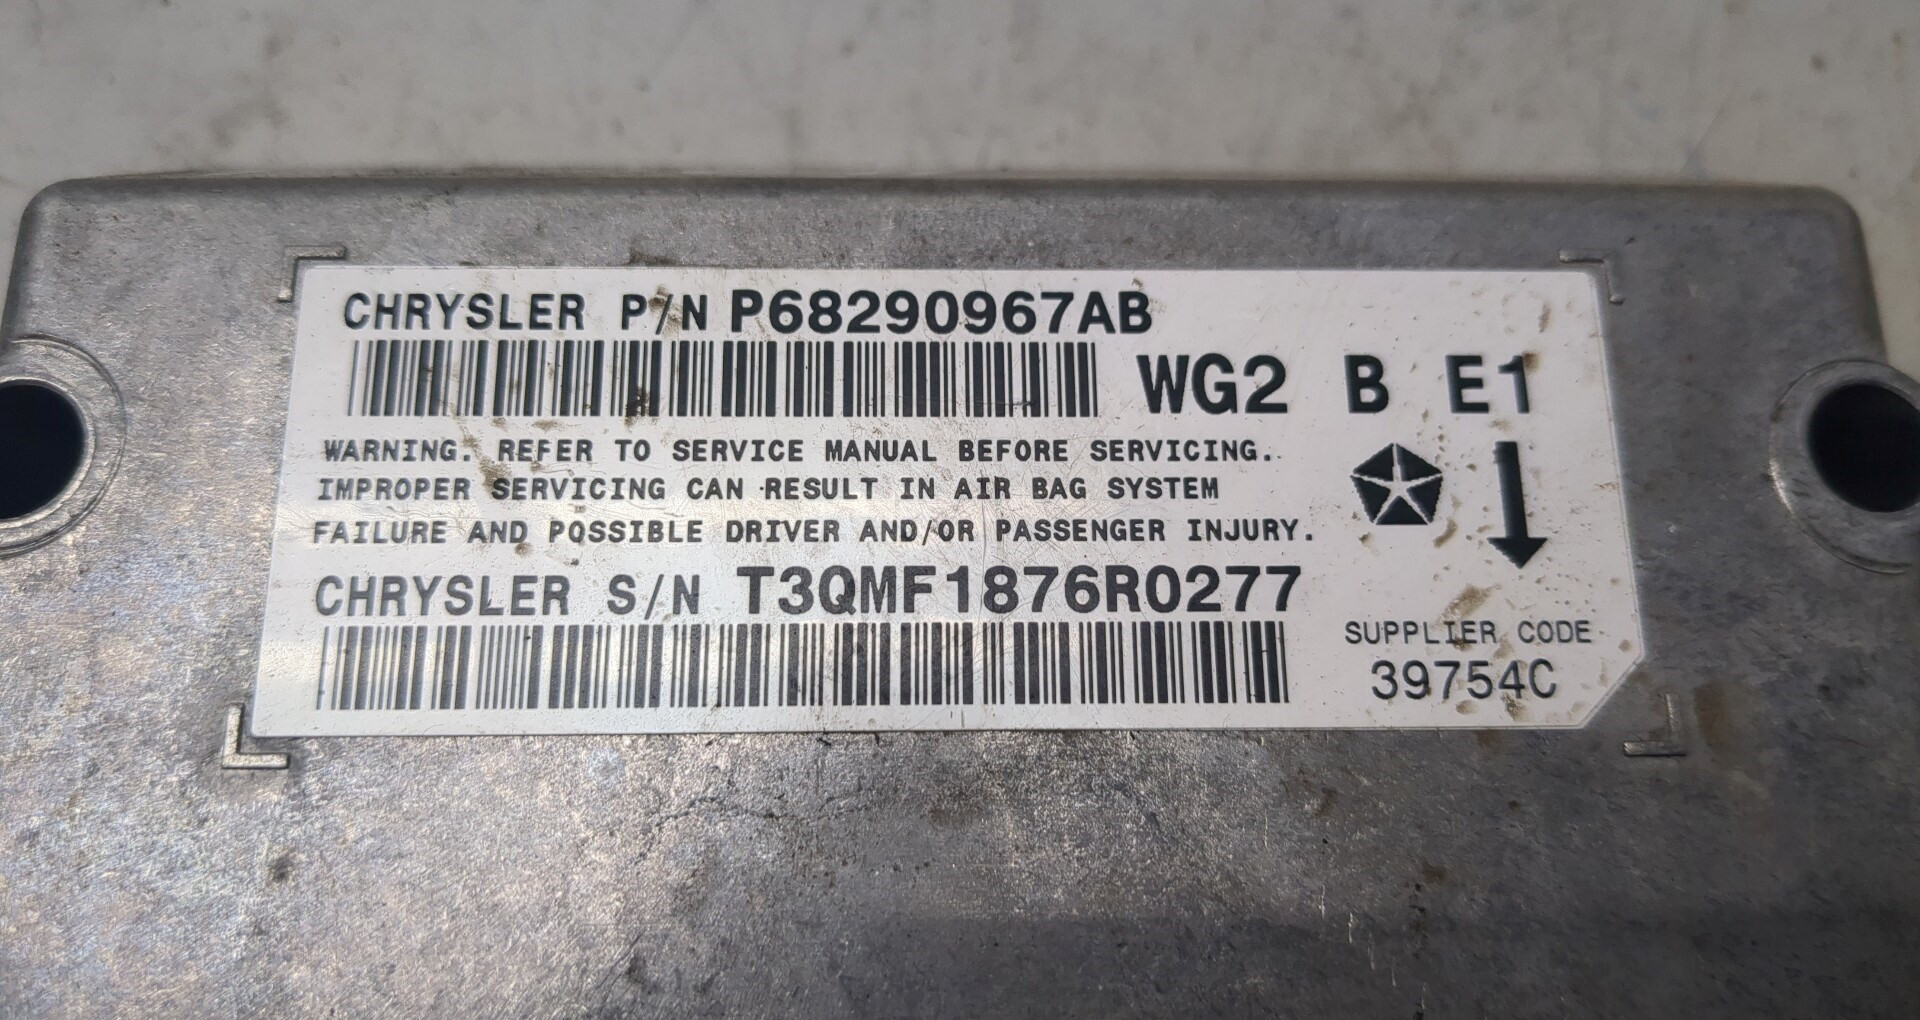 CHRYSLER P/N P68290967AB
WG2 B E1
WARNING. REFER TO SERVICE MANUAL BEFORE SERVICING.
IMPROPER SERVICING CAN RESULT IN AIR BAG SYSTEM
FAILURE AND POSSIBLE DRIVER AND/OR PASSENGER INJURY.
CHRYSLER S/N T3QMF1876R0277
SUPPLIER CODE
39754C